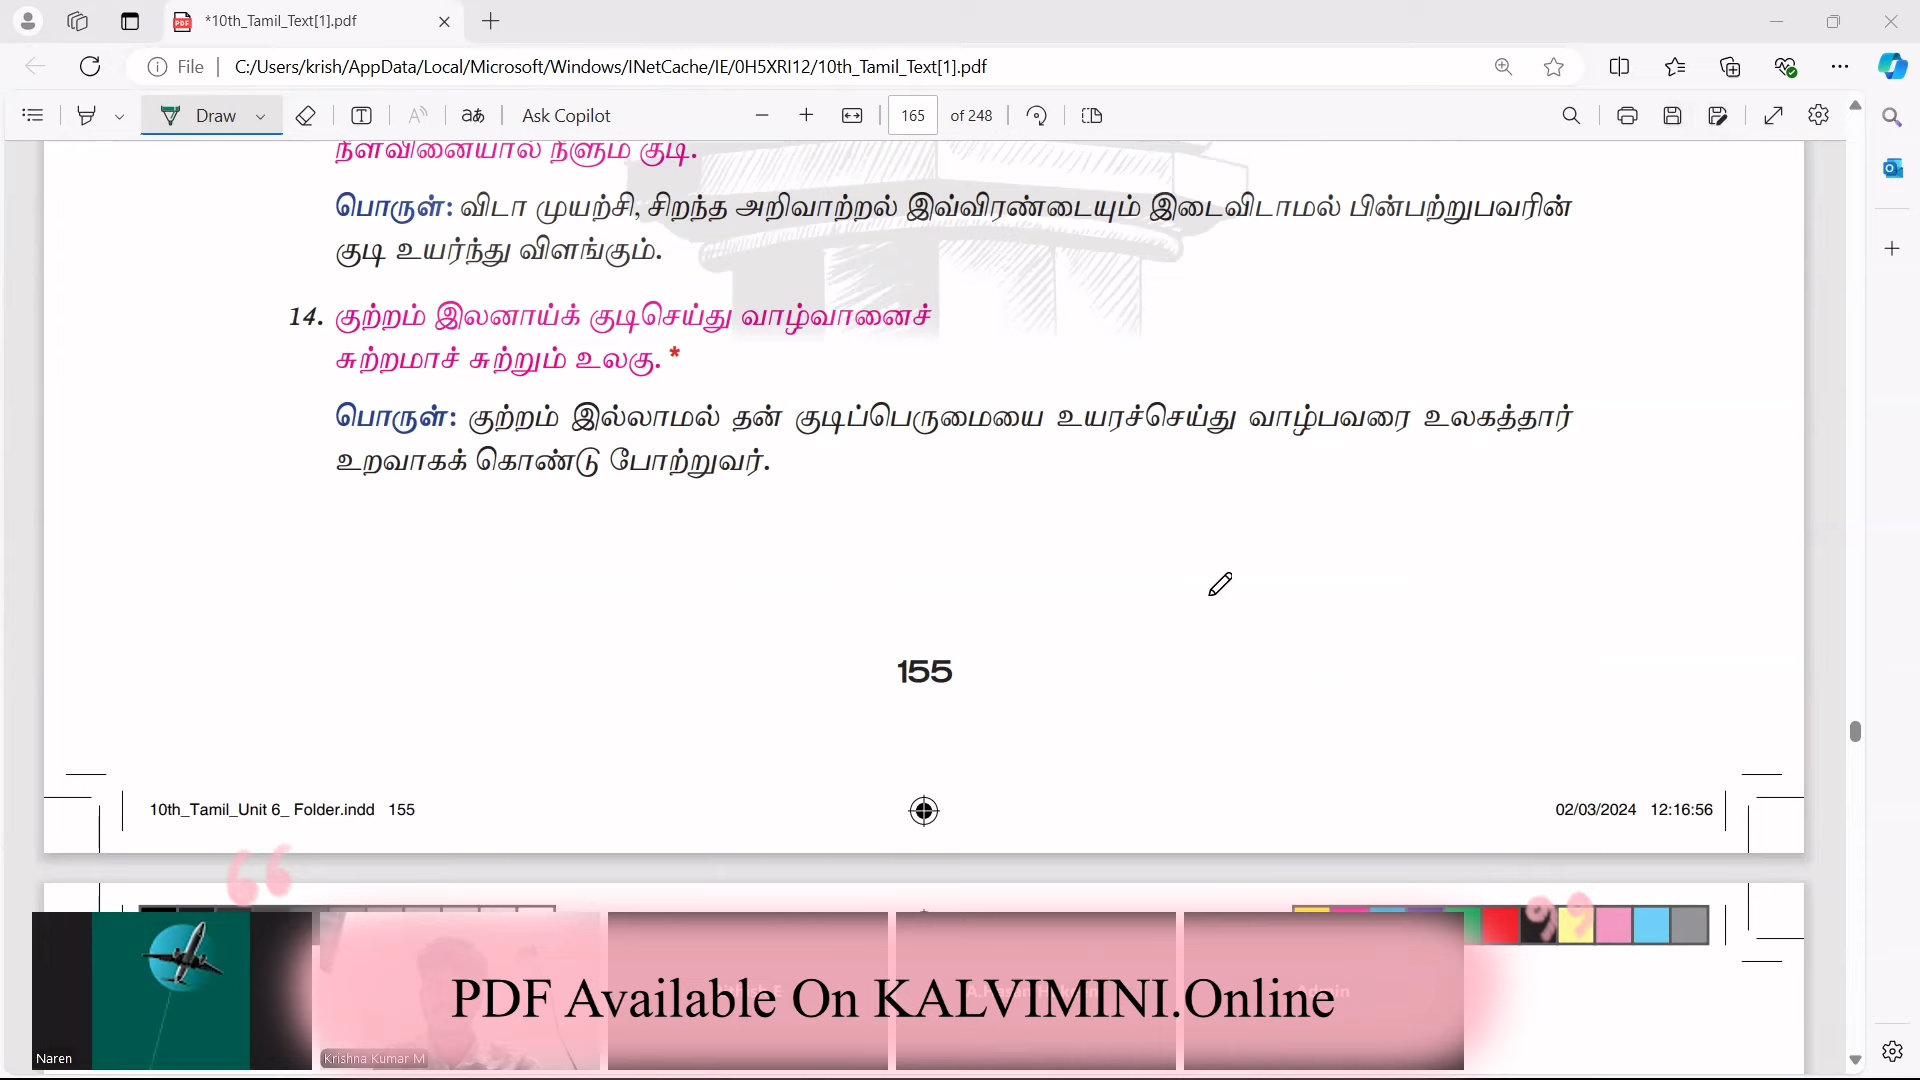 *10th_Tamil_Text[1].pdf
File
C:/Users/krish/AppData/Local/Microsoft/Windows/INetCache/IE/0H5XRI12/10th_Tamil_Text[1].pdf
Draw
aあ
Ask Copilot
165 of 248
நீள்வினையால் நீளும் குடி.
பொருள்: விடா முயற்சி, சிறந்த அறிவாற்றல் இவ்விரண்டையும் இடைவிடாமல் பின்பற்றுபவரின்
குடி உயர்ந்து விளங்கும்.
14. குற்றம் இலனாய்க் குடிசெய்து வாழ்வானைச்
சுற்றமாச் சுற்றும் உலகு. *
பொருள்: குற்றம் இல்லாமல் தன் குடிப்பெருமையை உயரச்செய்து வாழ்பவரை உலகத்தார்
உறவாகக் கொண்டு போற்றுவர்.
155
10th_Tamil_Unit 6_ Folder.indd 155
02/03/2024 12:16:56
PDF Available On KALVIMINI.Online
Naren
Krishna Kumar M
Admin